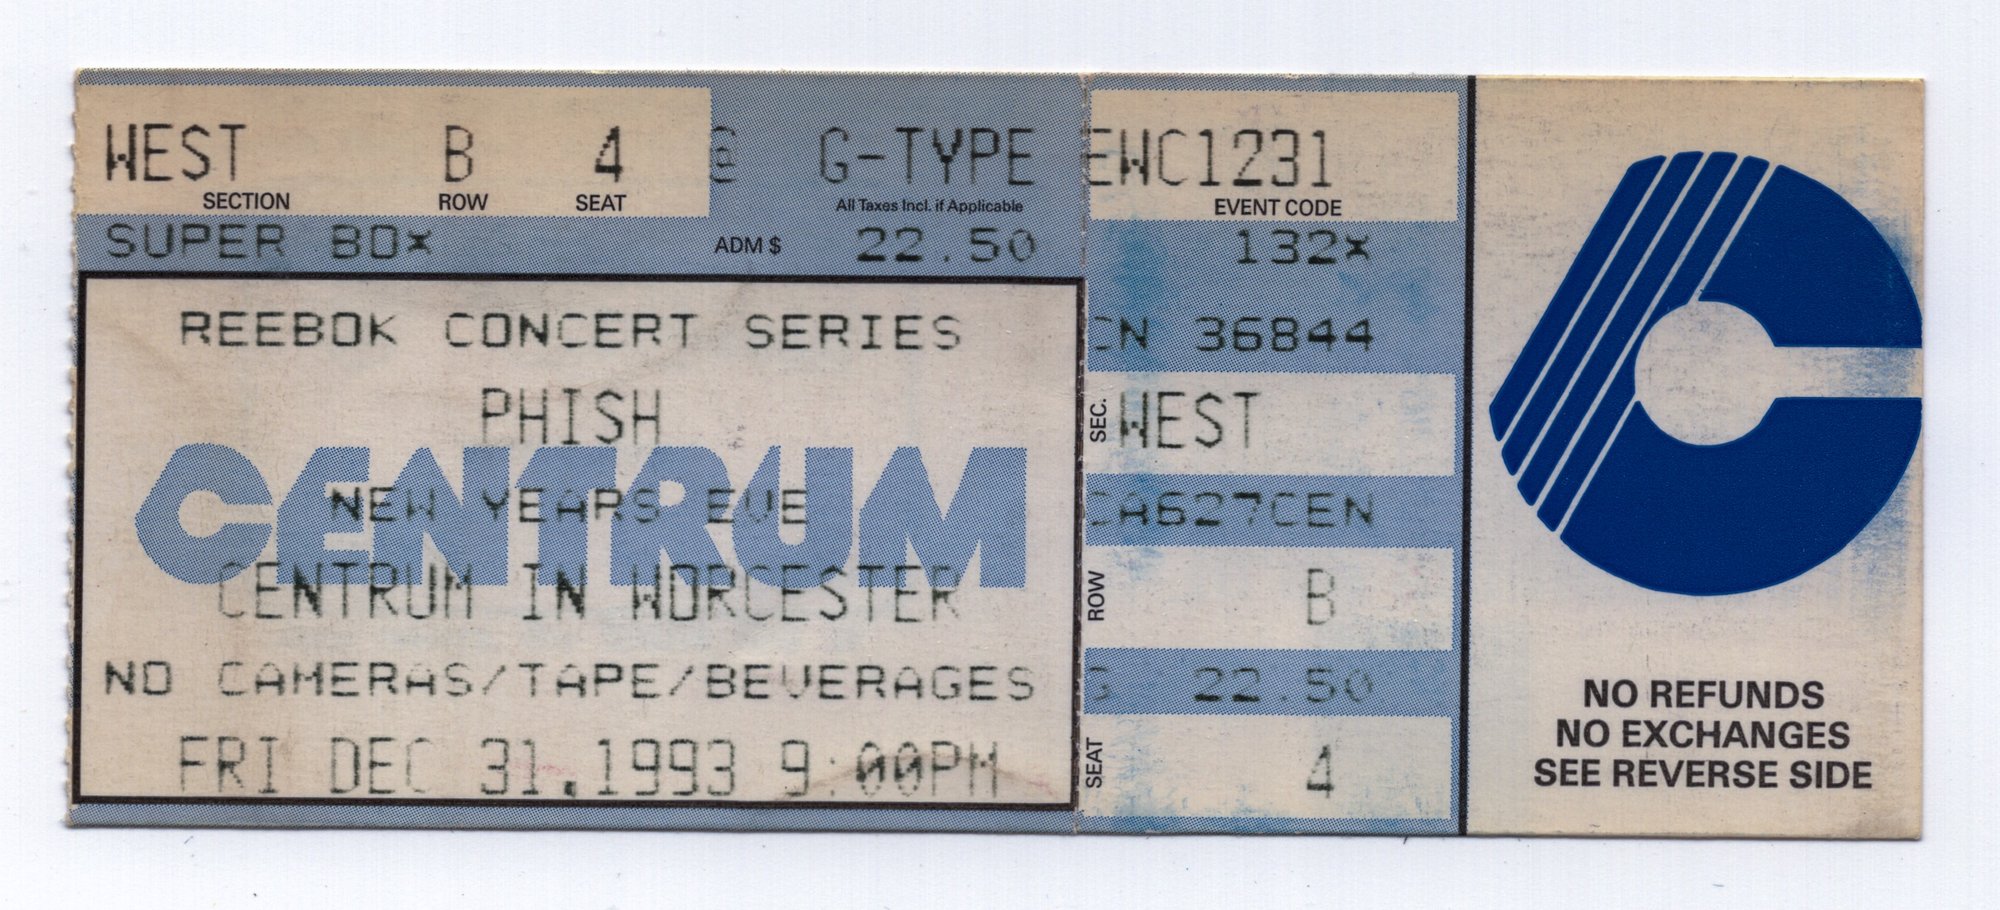 WEST B 4 G-TYPE
SECTION ROW SEAT All Taxes Incl. if Applicable
SUPER BOX ADM $ 22.50
REEBOK CONCERT SERIES
PHISH
CENTRUM
NEW YEARS EVE
CENTRUM IN WORCESTER
NO CAMERAS/TAPE/BEVERAGES
FRI DEC 31,1993 9:00PM
EWC1231
EVENT CODE
132X
CN 36844
SEC. WEST
CA627CEN
ROW B
G 22.50
SEAT 4
NO REFUNDS
NO EXCHANGES
SEE REVERSE SIDE